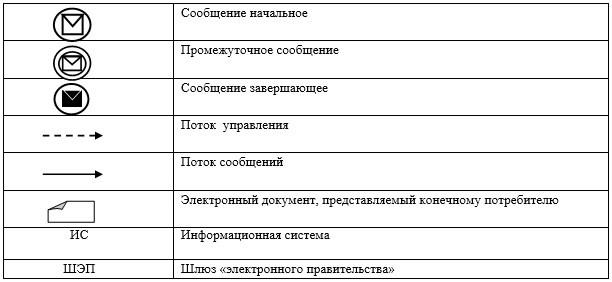 Сообщение начальное
Промежуточное сообщение
Сообщение завершающее
Поток управления
Поток сообщений
Электронный документ, представляемый конечному потребителю
ИС Информационная система
ШЭП Шлюз «электронного правительства»